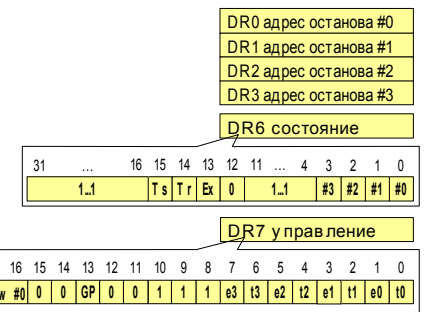 DR0 адрес останова #0
DR1 адрес останова #1
DR2 адрес останова #2
DR3 адрес останова #3
DR6 состояние
31 ... 16 15 14 13 12 11 ... 4 3 2 1 0
1...1 Ts Tr Ex 0 1...1 #3 #2 #1 #0
DR7 управление
16 15 14 13 12 11 10 9 8 7 6 5 4 3 2 1 0
#0 0 0 GP 0 0 1 1 1 e3 t3 e2 t2 e1 t1 e0 t0